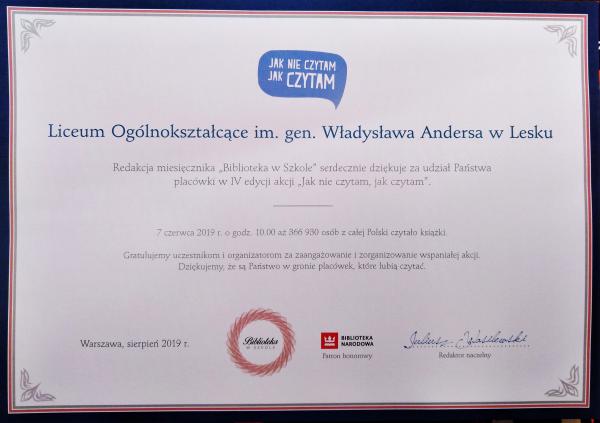 JAK NIE CZYTAM
JAK CZYTAM
Liceum Ogólnokształcące im. gen. Władysława Andersa w Lesku
Redakcja miesięcznika „Biblioteka w Szkole” serdecznie dziękuje za udział Państwa
placówki w IV edycji akcji „Jak nie czytam, jak czytam”.
7 czerwca 2019 r. o godz. 10.00 aż 366 930 osób z całej Polski czytało książki.
Gratulujemy uczestnikom i organizatorom za zaangażowanie i zorganizowanie wspaniałej akcji.
Dziękujemy, że są Państwo w gronie placówek, które lubią czytać.
Warszawa, sierpień 2019 r.
Biblioteka
W SZKOLE
BIBLIOTEKA
NARODOWA
Patron honorowy
Juliusz Wasilewski
Redaktor naczelny